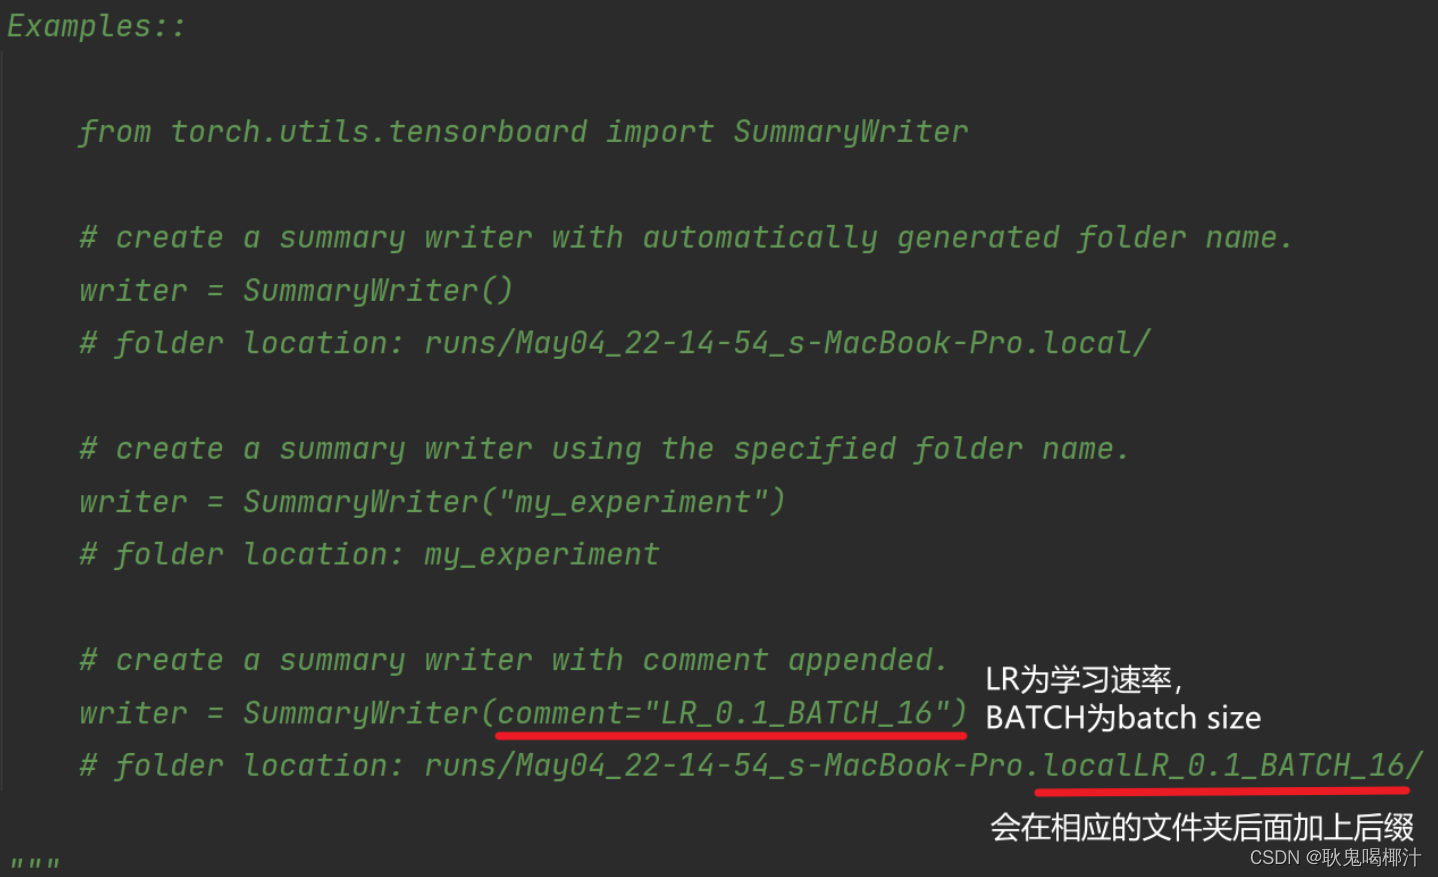 Examples::
from torch.utils.tensorboard import SummaryWriter
# create a summary writer with automatically generated folder name.
writer = SummaryWriter()
# folder location: runs/May04_22-14-54_s-MacBook-Pro.local/
# create a summary writer using the specified folder name.
writer = SummaryWriter("my_experiment")
# folder location: my_experiment
# create a summary writer with comment appended.
LR为学习速率，
writer = SummaryWriter(comment="LR_0.1_BATCH_16")
BATCH为batch size
# folder location: runs/May04_22-14-54_s-MacBook-Pro.localLR_0.1_BATCH_16/
会在相应的文件夹后面加上后缀
"""
CSDN @耿鬼喝椰汁